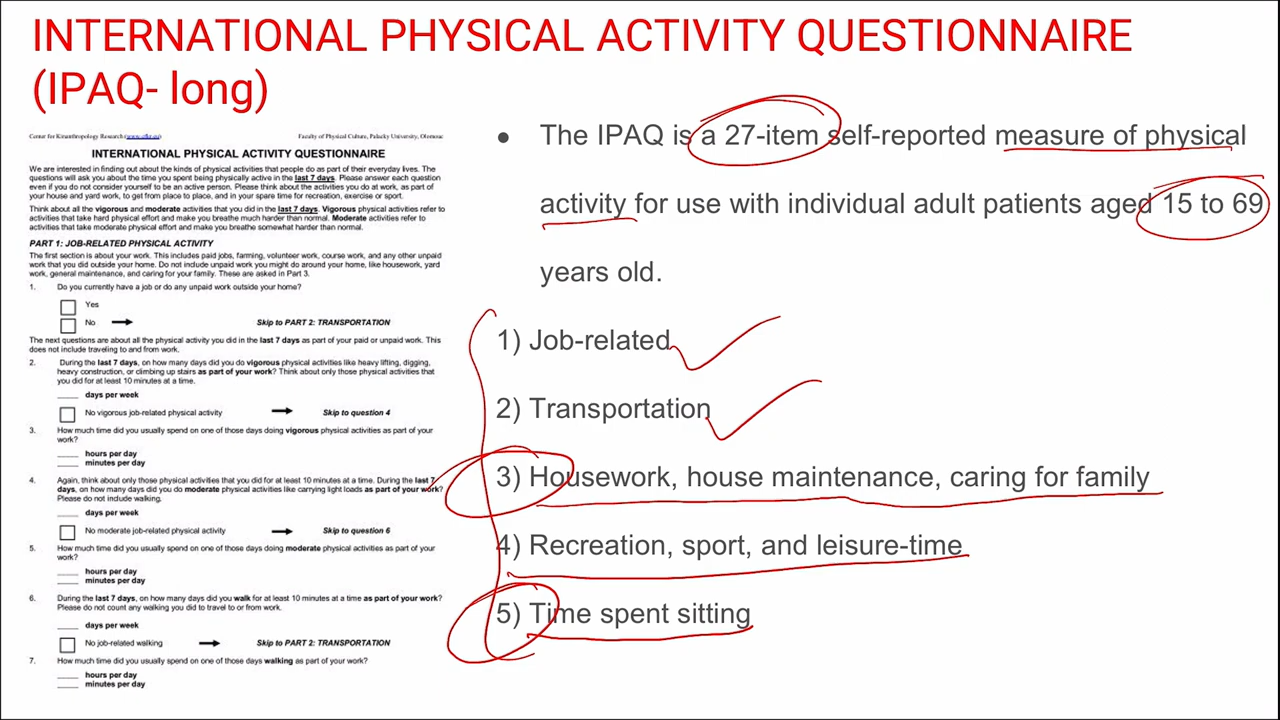 INTERNATIONAL PHYSICAL ACTIVITY QUESTIONNAIRE
(IPAQ- long)
Center for Kinanthropology Research (www.cfkr.eu)
Faculty of Physical Culture, Palacky University, Olomouc
INTERNATIONAL PHYSICAL ACTIVITY QUESTIONNAIRE
We are interested in finding out about the kinds of physical activities that people do as part of their everyday lives. The
questions will ask you about the time you spent being physically active in the last 7 days. Please answer each question
even if you do not consider yourself to be an active person. Please think about the activities you do at work, as part of
your house and yard work, to get from place to place, and in your spare time for recreation, exercise or sport.
Think about all the vigorous and moderate activities that you did in the last 7 days. Vigorous physical activities refer to
activities that take hard physical effort and make you breathe much harder than normal. Moderate activities refer to
activities that take moderate physical effort and make you breathe somewhat harder than normal.
PART 1: JOB-RELATED PHYSICAL ACTIVITY
The first section is about your work. This includes paid jobs, farming, volunteer work, course work, and any other unpaid
work that you did outside your home. Do not include unpaid work you might do around your home, like housework, yard
work, general maintenance, and caring for your family. These are asked in Part 3.
1. Do you currently have a job or do any unpaid work outside your home?
Yes
No Skip to PART 2: TRANSPORTATION
The next questions are about all the physical activity you did in the last 7 days as part of your paid or unpaid work. This
does not include traveling to and from work.
2. During the last 7 days, on how many days did you do vigorous physical activities like heavy lifting, digging,
heavy construction, or climbing up stairs as part of your work? Think about only those physical activities that
you did for at least 10 minutes at a time.
____ days per week
No vigorous job-related physical activity Skip to question 4
3. How much time did you usually spend on one of those days doing vigorous physical activities as part of your
work?
____ hours per day
____ minutes per day
4. Again, think about only those physical activities that you did for at least 10 minutes at a time. During the last 7
days, on how many days did you do moderate physical activities like carrying light loads as part of your work?
Please do not include walking.
____ days per week
No moderate job-related physical activity Skip to question 6
5. How much time did you usually spend on one of those days doing moderate physical activities as part of your
work?
____ hours per day
____ minutes per day
6. During the last 7 days, on how many days did you walk for at least 10 minutes at a time as part of your work?
Please do not count any walking you did to travel to or from work.
____ days per week
No job-related walking Skip to PART 2: TRANSPORTATION
7. How much time did you usually spend on one of those days walking as part of your work?
____ hours per day
____ minutes per day
● The IPAQ is a 27-item self-reported measure of physical
activity for use with individual adult patients aged 15 to 69
years old.
1) Job-related
2) Transportation
3) Housework, house maintenance, caring for family
4) Recreation, sport, and leisure-time
5) Time spent sitting